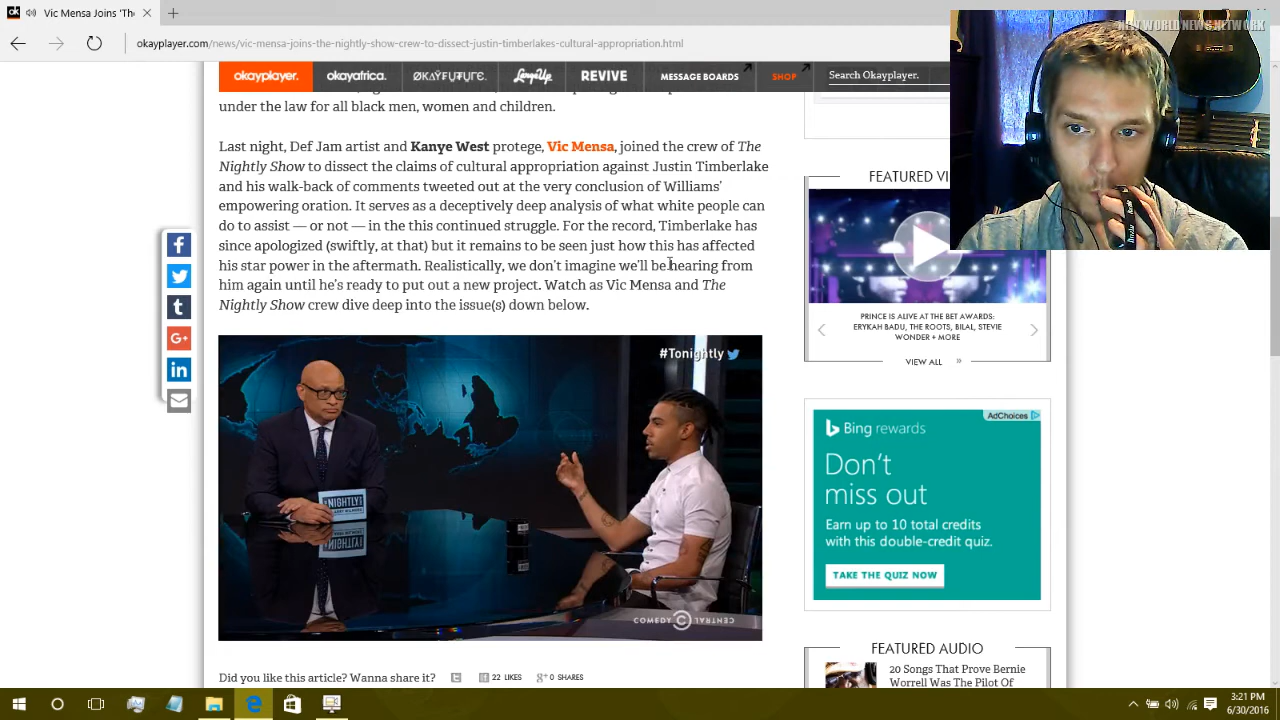 Vic Mensa Joins 'The
okayplayer.com/news/vic-mensa-joins-the-nightly-show-crew-to-dissect-justin-timberlakes-cultural-appropriation.html
NEW WORLD NEWS NETWORK
okayplayer. okayafrica. ØKAYFUTURE. LargeUp. REVIVE MESSAGE BOARDS SHOP Search Okayplayer.
under the law for all black men, women and children.
Last night, Def Jam artist and Kanye West protege, Vic Mensa, joined the crew of The
Nightly Show to dissect the claims of cultural appropriation against Justin Timberlake
and his walk-back of comments tweeted out at the very conclusion of Williams'
empowering oration. It serves as a deceptively deep analysis of what white people can
do to assist — or not — in the this continued struggle. For the record, Timberlake has
since apologized (swiftly, at that) but it remains to be seen just how this has affected
his star power in the aftermath. Realistically, we don't imagine we'll be hearing from
him again until he's ready to put out a new project. Watch as Vic Mensa and The
Nightly Show crew dive deep into the issue(s) down below.
#Tonightly
NIGHTLY
COMEDY CENTRAL
Did you like this article? Wanna share it? 22 LIKES 0 SHARES
FEATURED VI
PRINCE IS ALIVE AT THE BET AWARDS:
ERYKAH BADU, THE ROOTS, BILAL, STEVIE
WONDER + MORE
VIEW ALL »
AdChoices
Bing rewards
Don't
miss out
Earn up to 10 total credits
with this double-credit quiz.
TAKE THE QUIZ NOW
FEATURED AUDIO
20 Songs That Prove Bernie
Worrell Was The Pilot Of
3:21 PM
6/30/2016